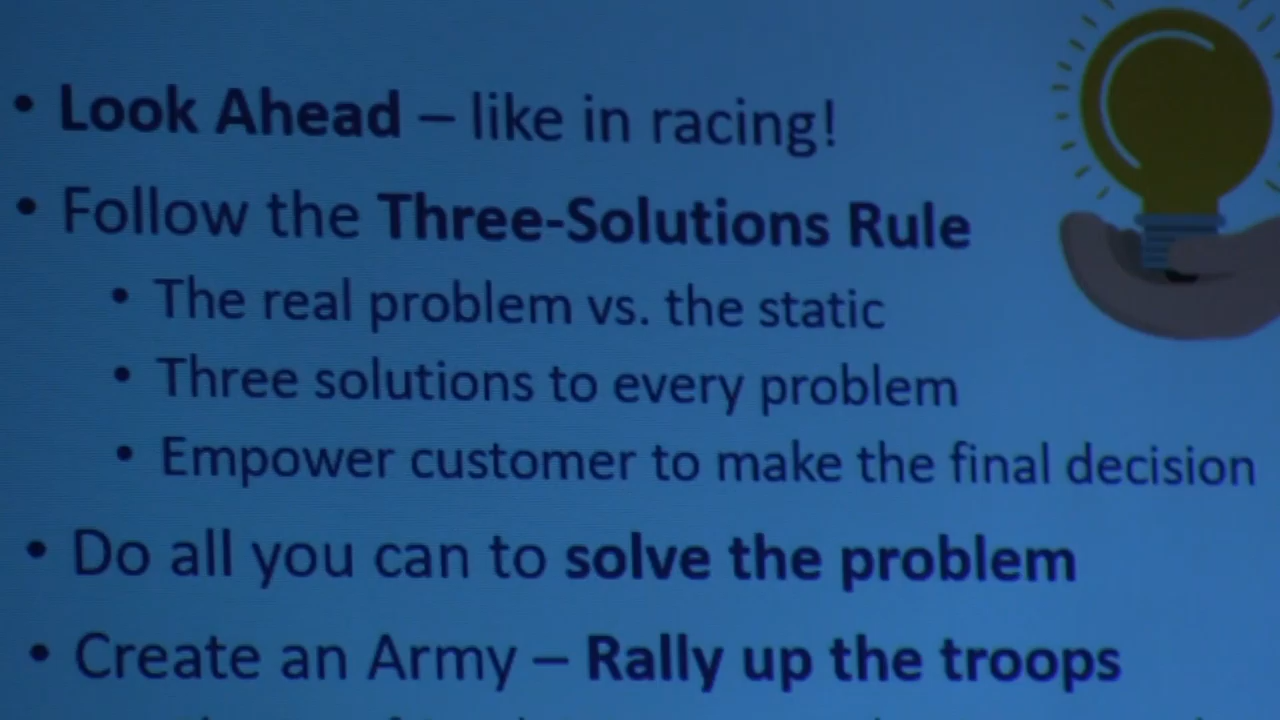 • Look Ahead – like in racing!
• Follow the Three-Solutions Rule
• The real problem vs. the static
• Three solutions to every problem
• Empower customer to make the final decision
• Do all you can to solve the problem
• Create an Army – Rally up the troops